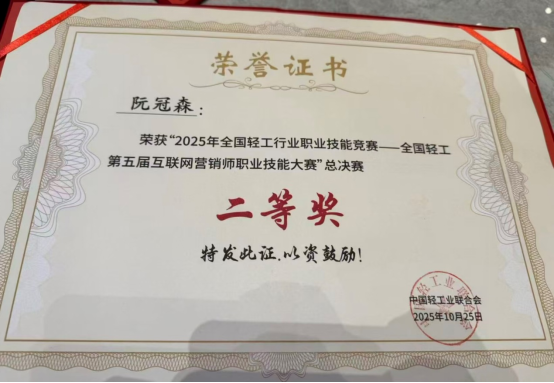 荣誉证书
阮冠森：
荣获“2025年全国轻工行业职业技能竞赛——全国轻工
第五届互联网营销师职业技能大赛”总决赛
二等奖
特发此证，以资鼓励！
中国轻工业联合会
2025年10月25日